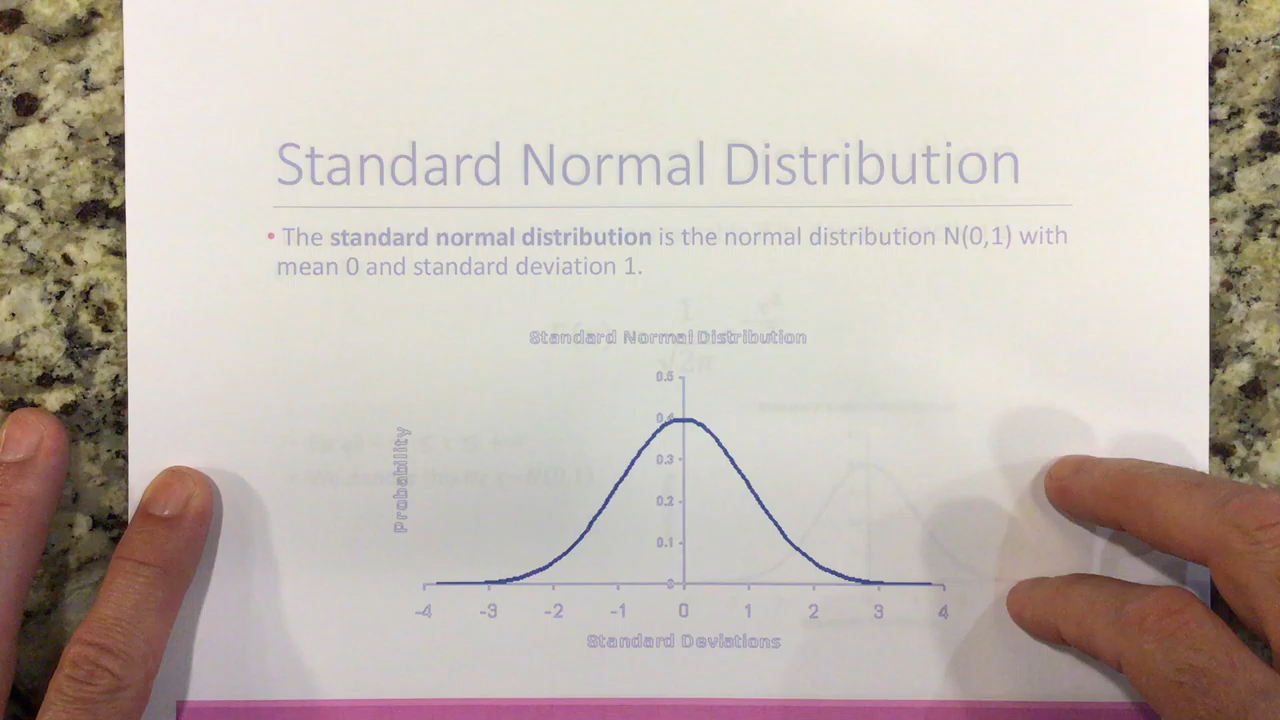 Standard Normal Distribution
• The standard normal distribution is the normal distribution N(0,1) with
mean 0 and standard deviation 1.
Standard Normal Distribution
0.5
0.4
0.3
0.2
0.1
0
Probability
-4 -3 -2 -1 0 1 2 3 4
Standard Deviations